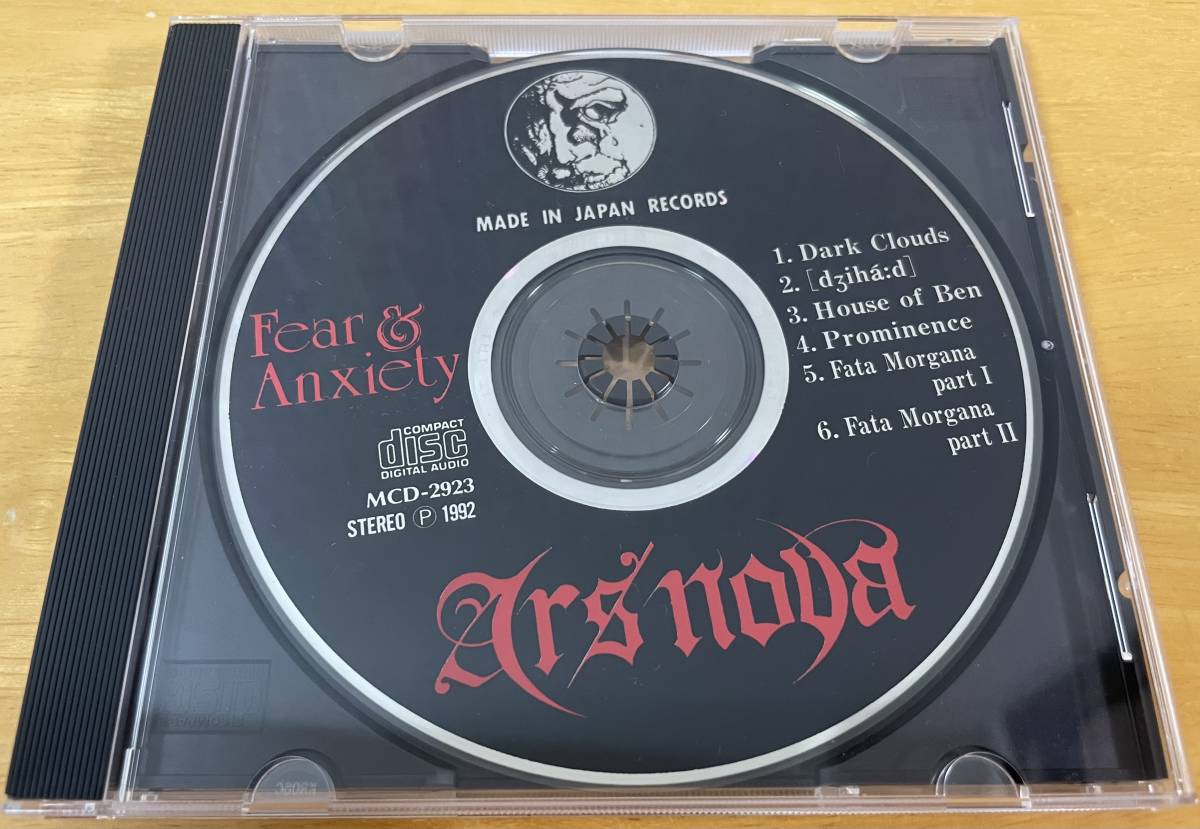 MADE IN JAPAN RECORDS
Fear &
Anxiety
1. Dark Clouds
2. [dʒihá:d]
3. House of Ben
4. Prominence
5. Fata Morgana
part I
6. Fata Morgana
part II
COMPACT
disc
DIGITAL AUDIO
MCD-2923
STEREO Ⓟ 1992
Ars nova